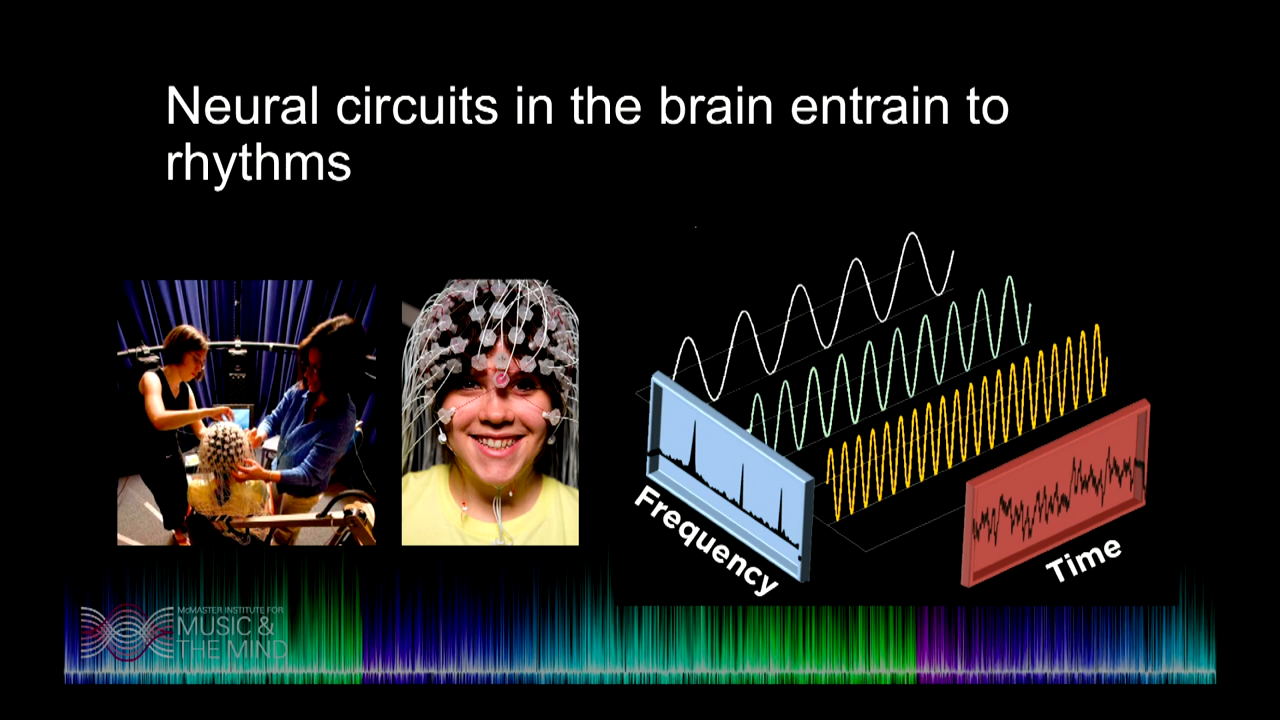 Neural circuits in the brain entrain to
rhythms
Frequency
Time
McMASTER INSTITUTE FOR
MUSIC &
THE MIND